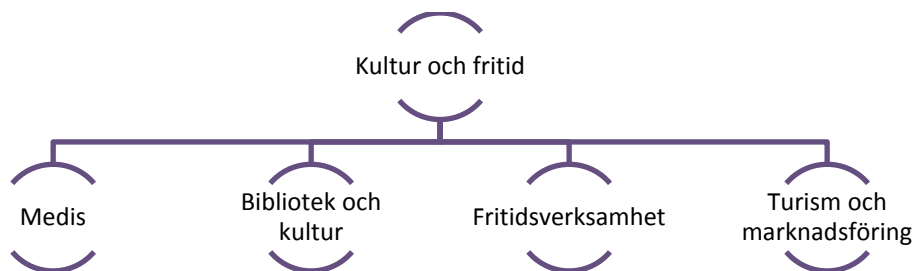 Kultur och fritid
Medis
Bibliotek och
kultur
Fritidsverksamhet
Turism och
marknadsföring